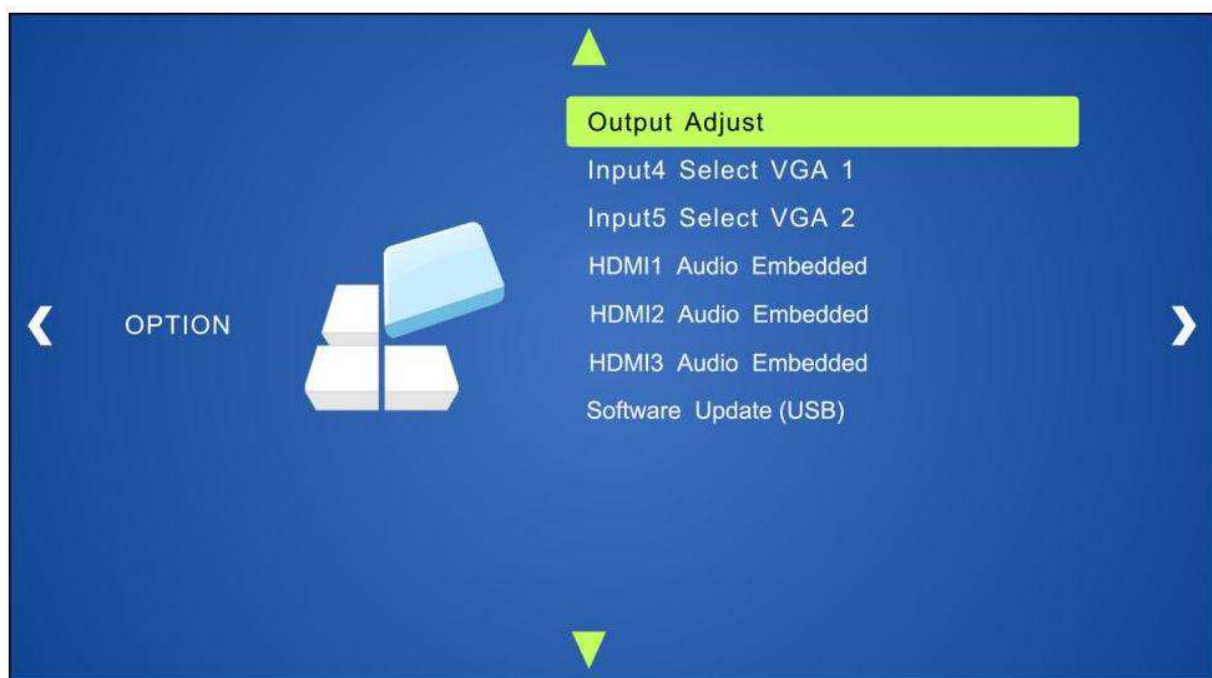 Output Adjust
Input4 Select VGA 1
Input5 Select VGA 2
HDMI1 Audio Embedded
HDMI2 Audio Embedded
OPTION
HDMI3 Audio Embedded
Software Update (USB)